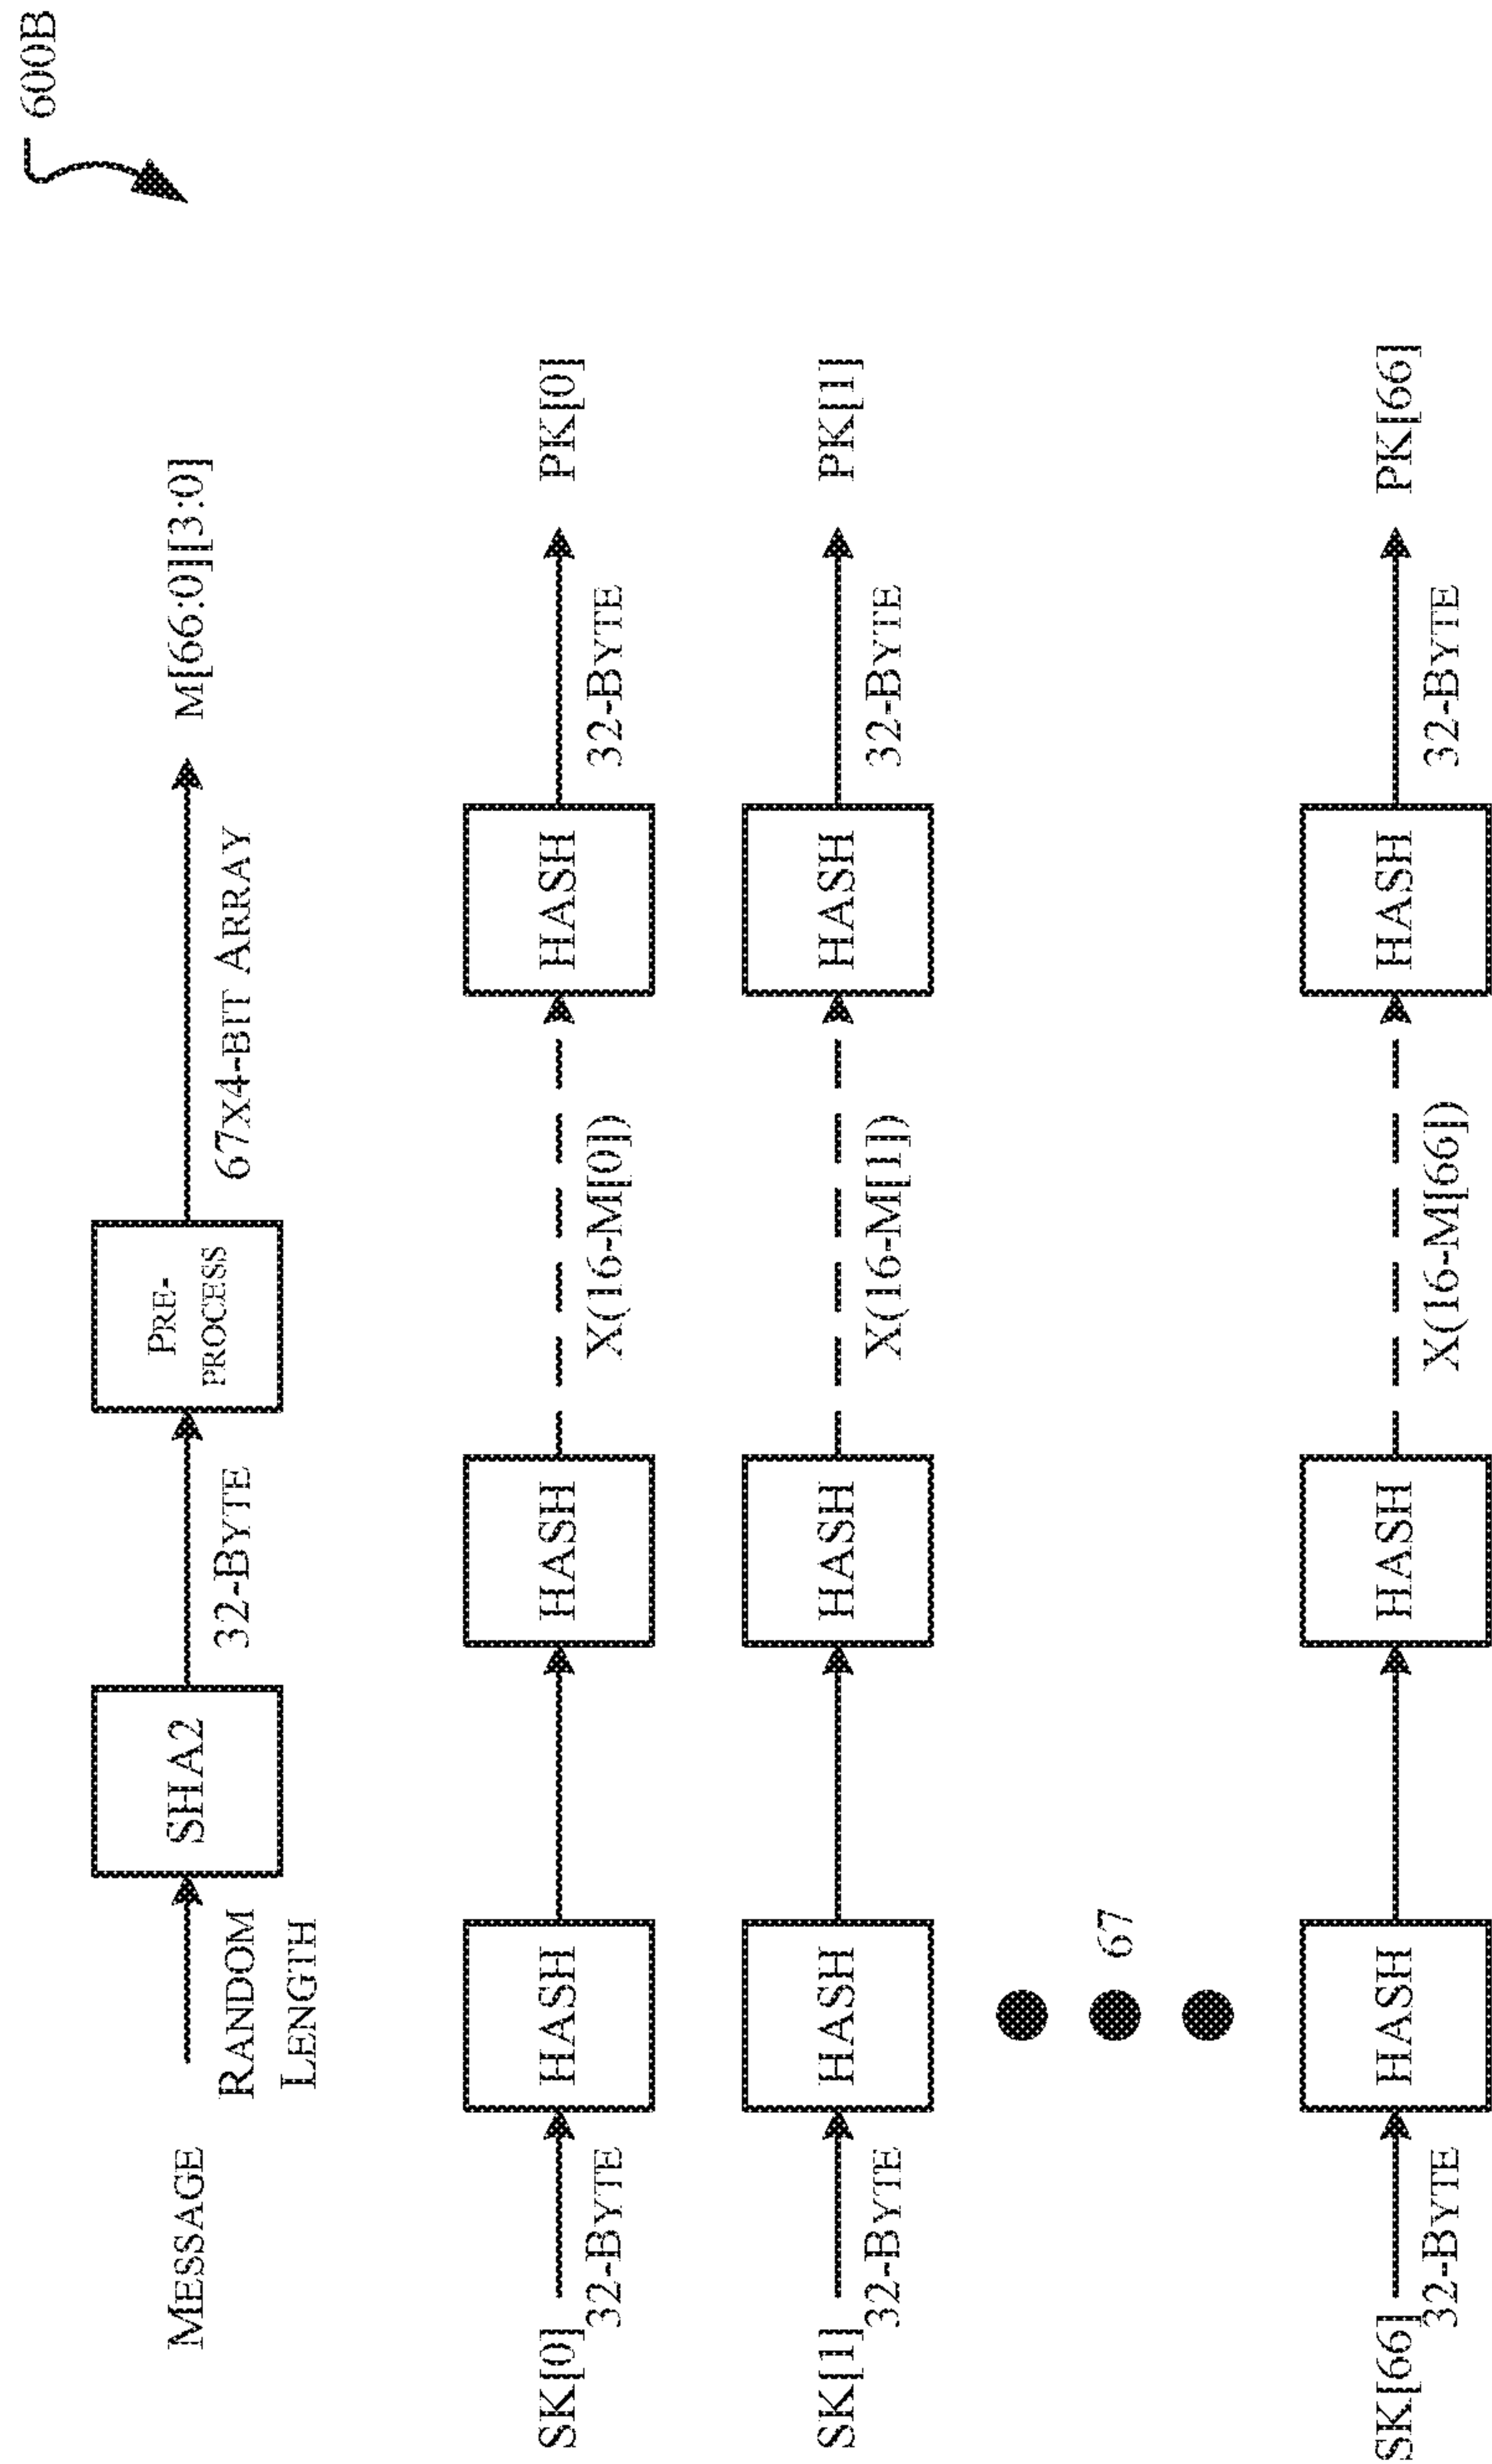 600B
MESSAGE
RANDOM
LENGTH
SHA2
32-BYTE
PRE-
PROCESS
67X4-BIT ARRAY
M[66:0][3:0]
SK[0]
32-BYTE
HASH
HASH
X(16-M[0])
HASH
32-BYTE
PK[0]
SK[1]
32-BYTE
HASH
HASH
X(16-M[1])
HASH
32-BYTE
PK[1]
67
SK[66]
32-BYTE
HASH
HASH
X(16-M[66])
HASH
32-BYTE
PK[66]